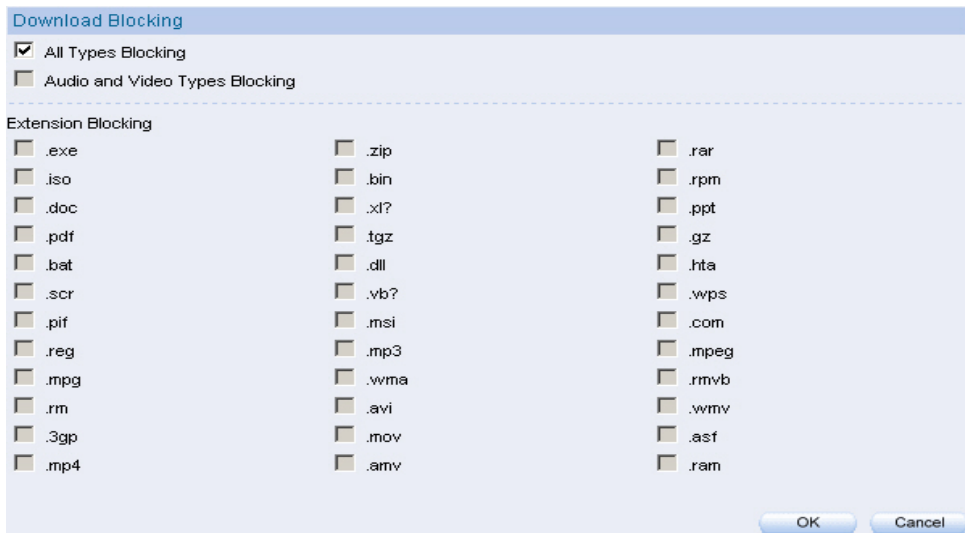 Download Blocking
All Types Blocking
Audio and Video Types Blocking
Extension Blocking
.exe .zip .rar
.iso .bin .rpm
.doc .xl? .ppt
.pdf .tgz .gz
.bat .dll .hta
.scr .vb? .wps
.pif .msi .com
.reg .mp3 .mpeg
.mpg .wma .rmvb
.rm .avi .wmv
.3gp .mov .asf
.mp4 .amv .ram
OK Cancel